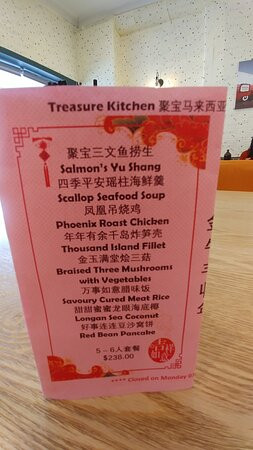 Treasure Kitchen 聚宝马来西亚
聚宝三文鱼捞生
Salmon's Yu Shang
四季平安瑶柱海鲜羹
Scallop Seafood Soup
凤凰吊烧鸡
Phoenix Roast Chicken
年年有余千岛炸笋壳
Thousand Island Fillet
金玉满堂烩三菇
Braised Three Mushrooms
with Vegetables
万事如意腊味饭
Savoury Cured Meat Rice
甜甜蜜蜜龙眼海底椰
Longan Sea Coconut
好事连连豆沙窝饼
Red Bean Pancake
5 - 6人套餐
$238.00
**** Closed on Monday